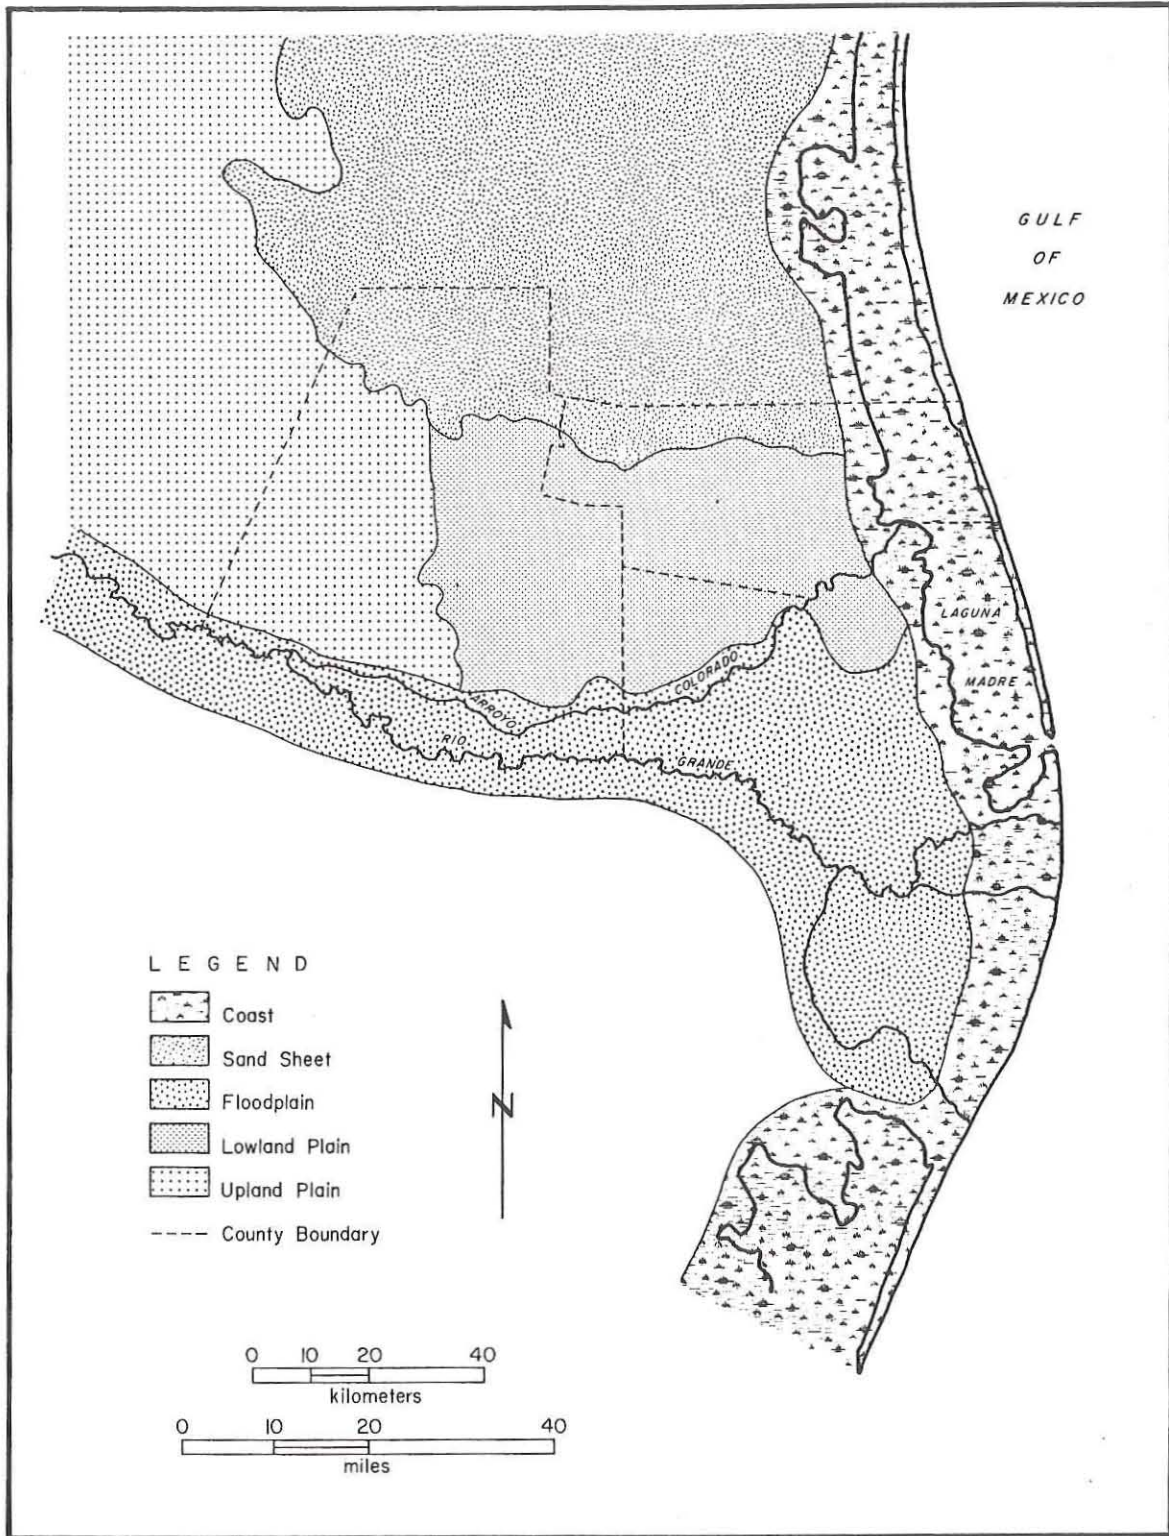 GULF
OF
MEXICO
LAGUNA
MADRE
COLORADO
ARROYO
RIO
GRANDE
LEGEND
Coast
Sand Sheet
Floodplain
Lowland Plain
Upland Plain
County Boundary
N
0 10 20 40
kilometers
0 10 20 40
miles